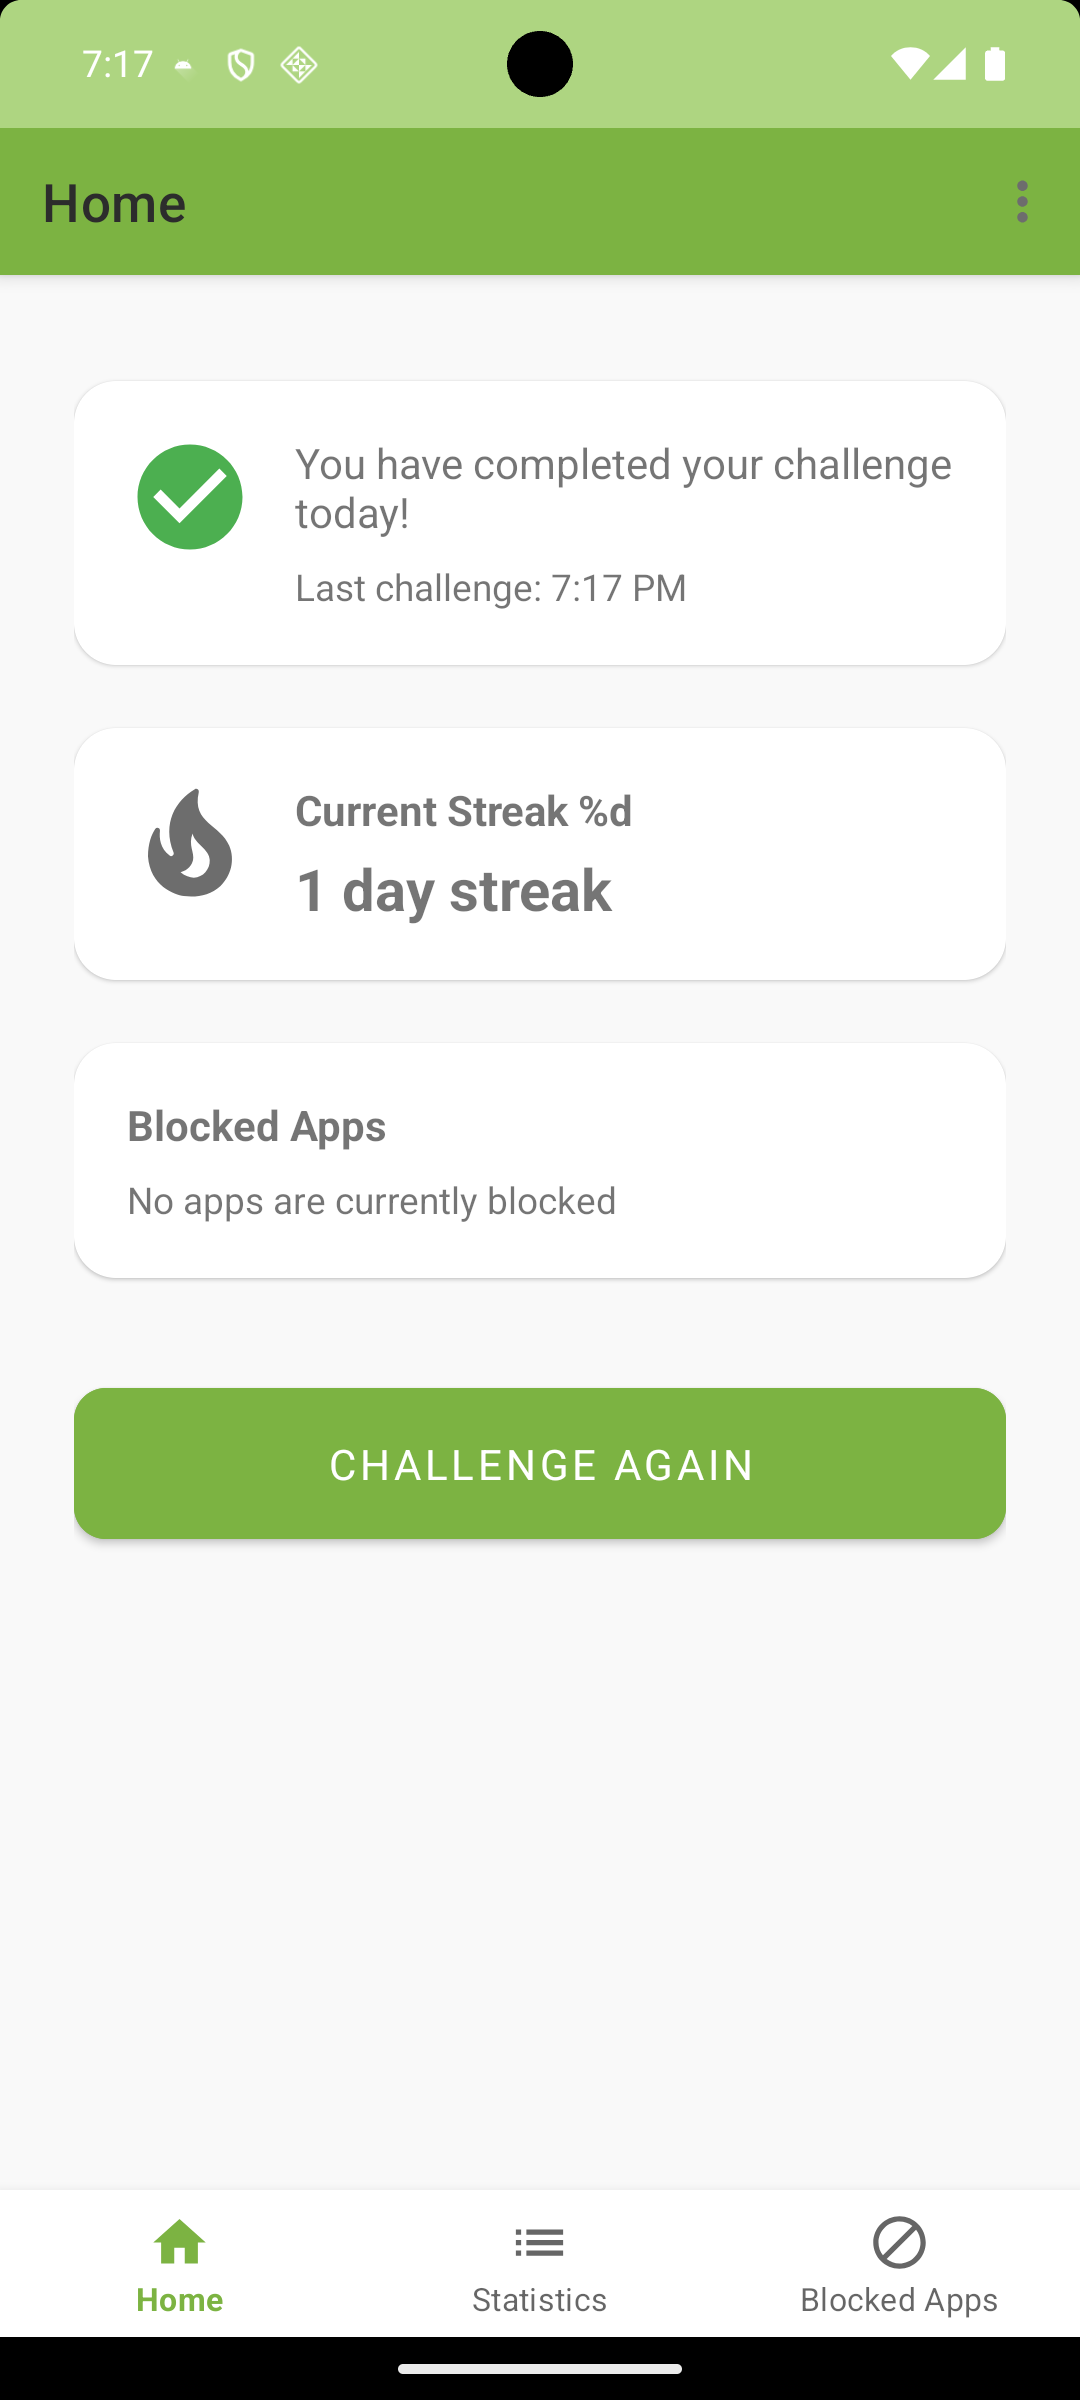 7:17
Home
You have completed your challenge
today!
Last challenge: 7:17 PM
Current Streak %d
1 day streak
Blocked Apps
No apps are currently blocked
CHALLENGE AGAIN
Home
Statistics
Blocked Apps